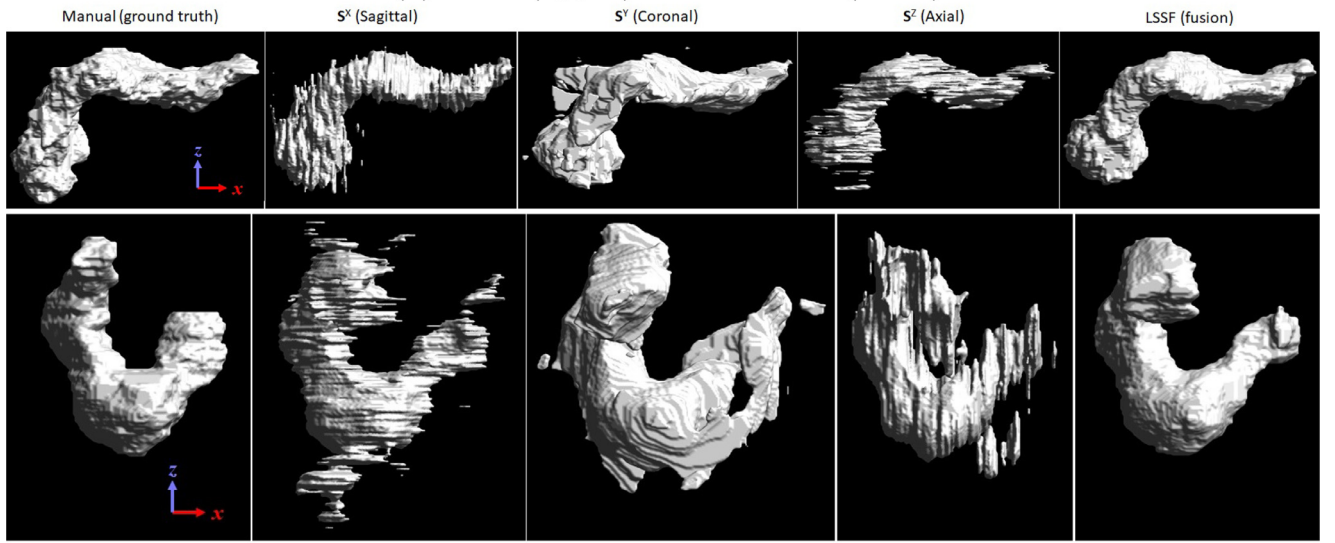 Manual (ground truth)
S^X (Sagittal)
S^Y (Coronal)
S^Z (Axial)
LSSF (fusion)
z
x
z
x